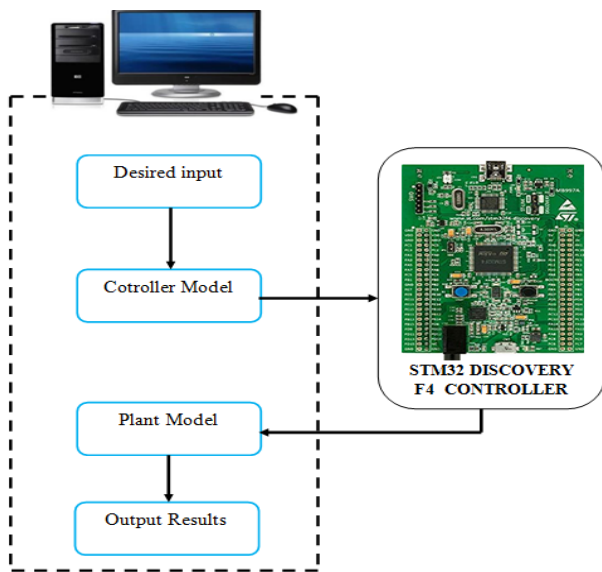 Desired input
Cotroller Model
STM32 DISCOVERY
F4 CONTROLLER
Plant Model
Output Results